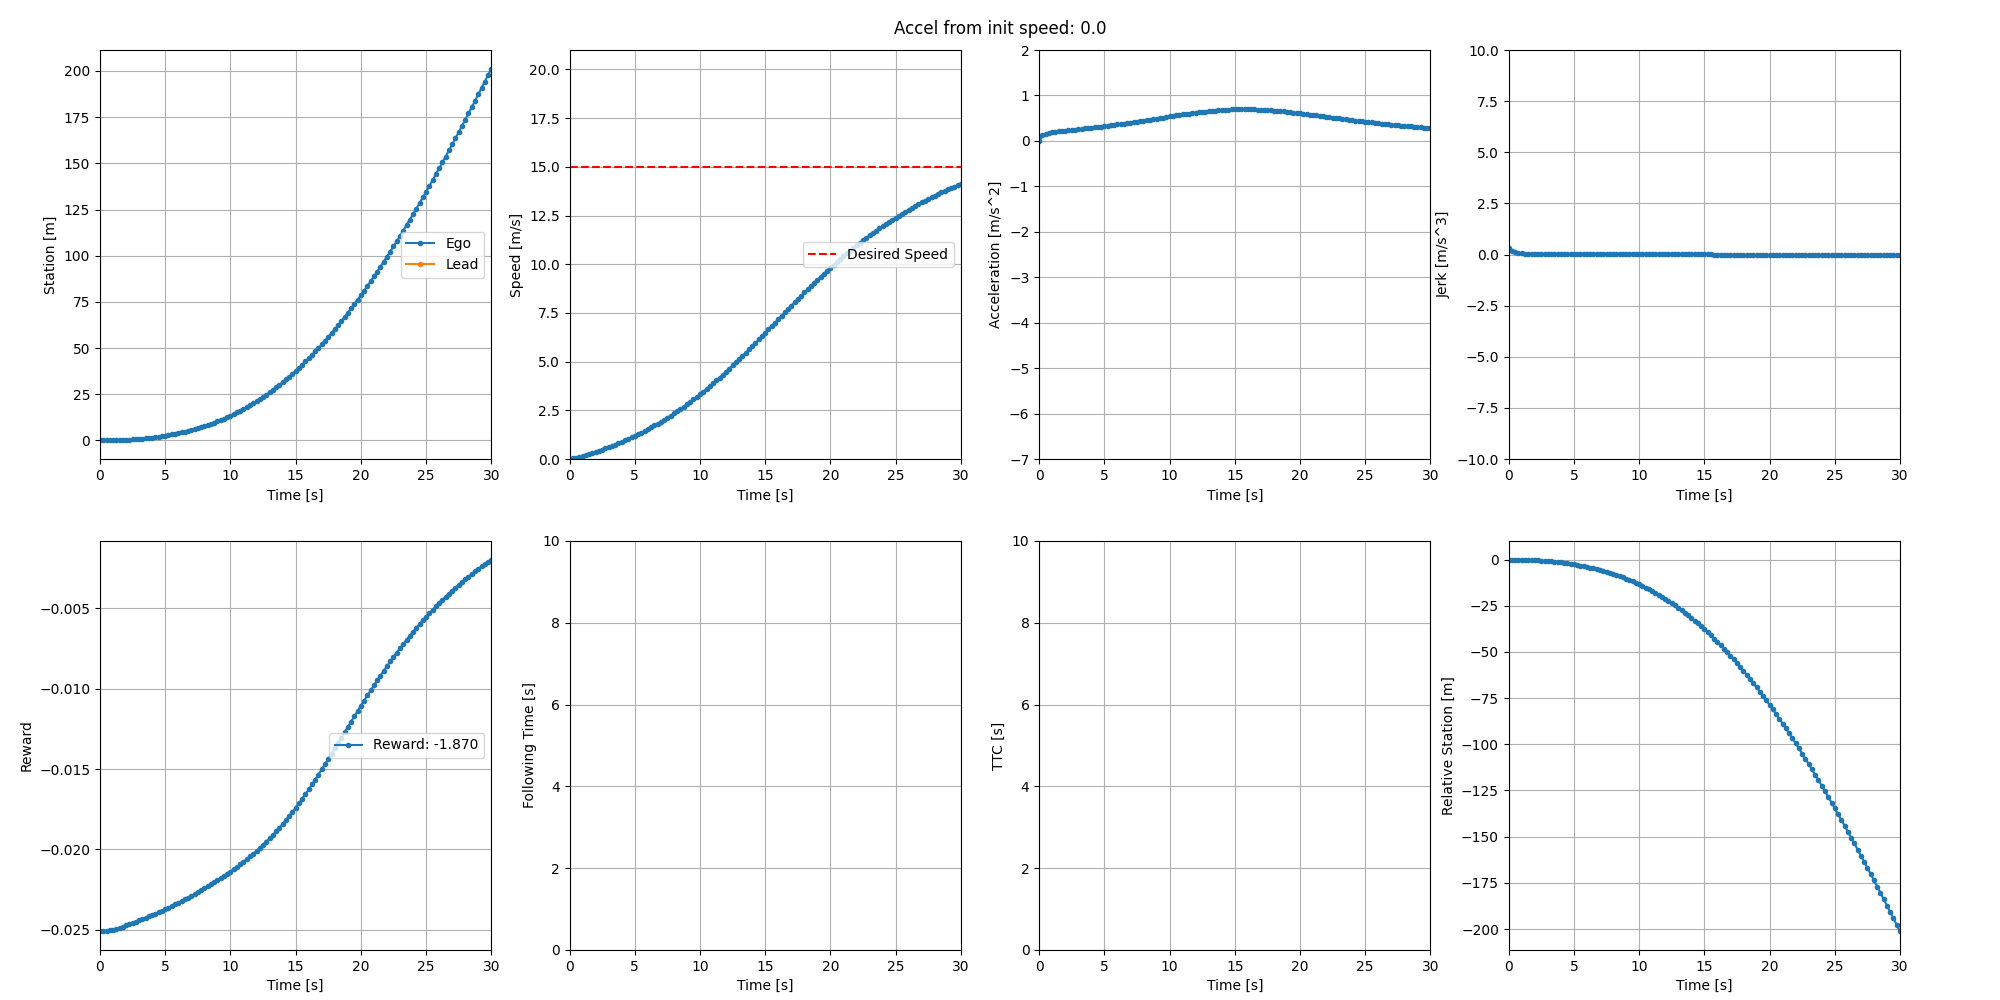 Accel from init speed: 0.0
Station [m]
200
175
150
125
100
75
50
25
0
Ego
Lead
0 5 10 15 20 25 30
Time [s]
Speed [m/s]
20.0
17.5
15.0
12.5
10.0
7.5
5.0
2.5
0.0
Desired Speed
0 5 10 15 20 25 30
Time [s]
Acceleration [m/s^2]
2
1
0
−1
−2
−3
−4
−5
−6
−7
0 5 10 15 20 25 30
Time [s]
Jerk [m/s^3]
10.0
7.5
5.0
2.5
0.0
−2.5
−5.0
−7.5
−10.0
0 5 10 15 20 25 30
Time [s]
Reward
−0.005
−0.010
−0.015
−0.020
−0.025
Reward: -1.870
0 5 10 15 20 25 30
Time [s]
Following Time [s]
10
8
6
4
2
0
0 5 10 15 20 25 30
Time [s]
TTC [s]
10
8
6
4
2
0
0 5 10 15 20 25 30
Time [s]
Relative Station [m]
0
−25
−50
−75
−100
−125
−150
−175
−200
0 5 10 15 20 25 30
Time [s]